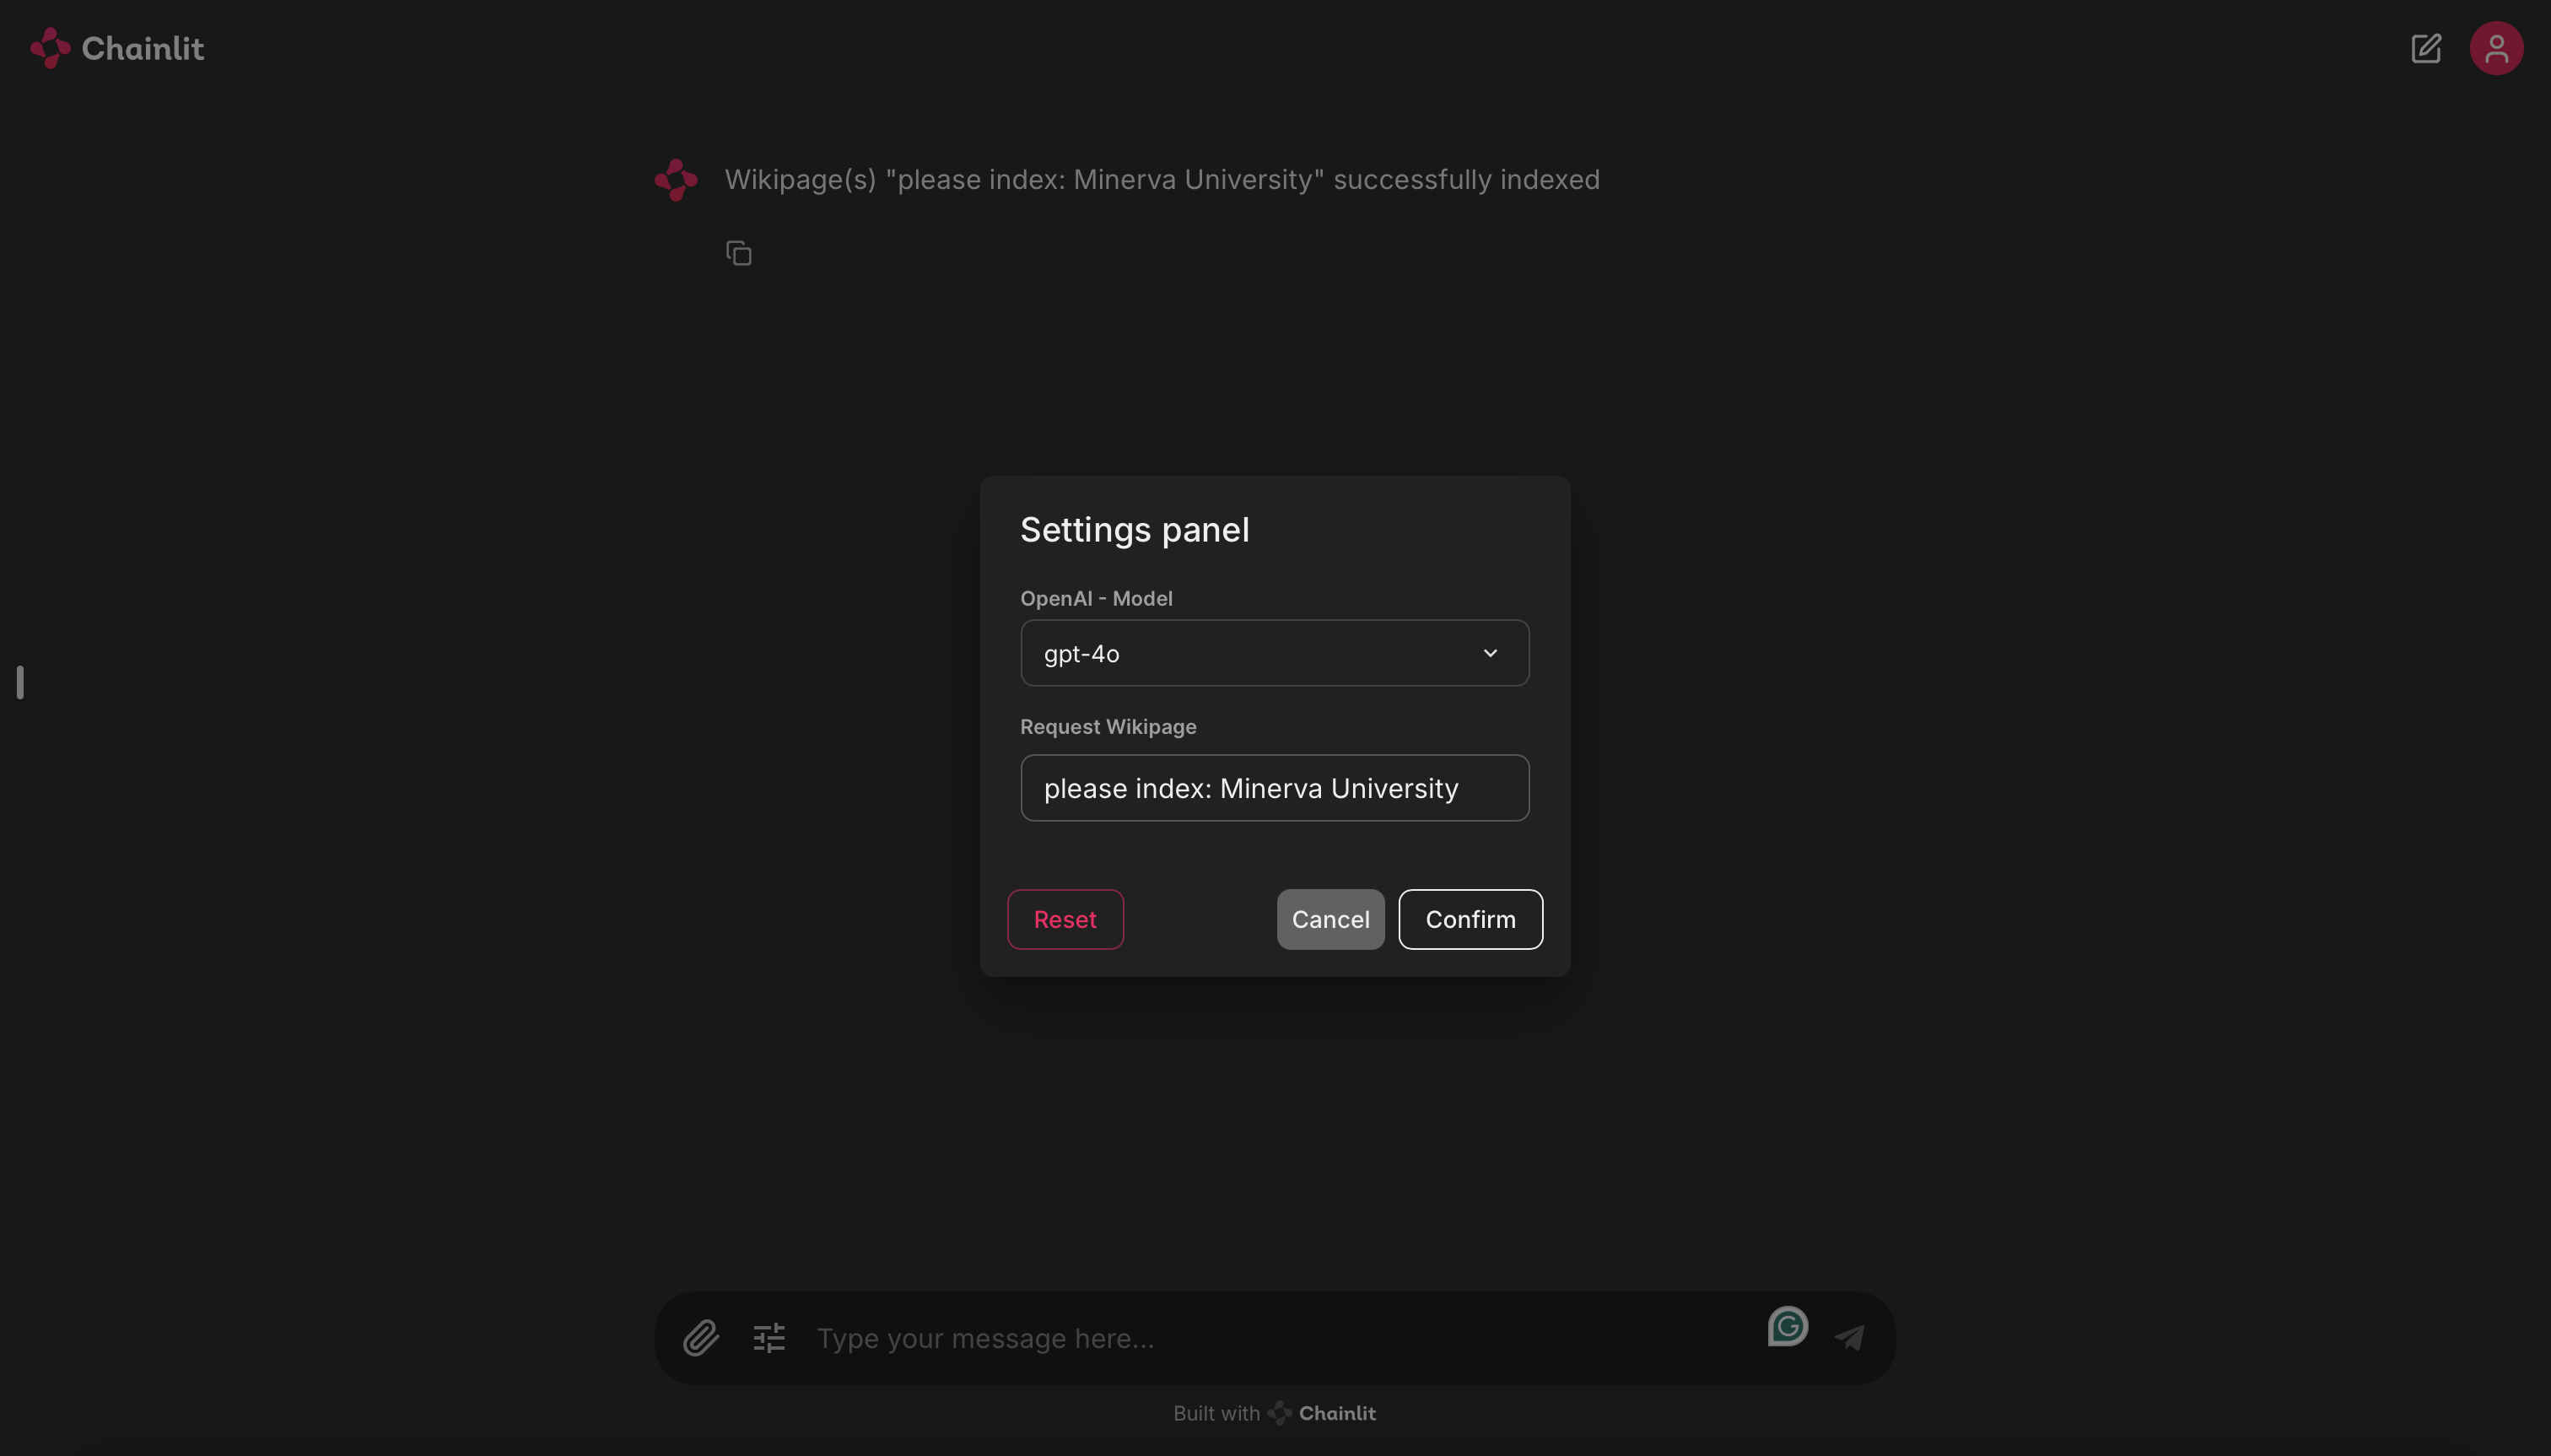 Chainlit
Wikipage(s) "please index: Minerva University" successfully indexed
Settings panel
OpenAI - Model
gpt-4o
Request Wikipage
please index: Minerva University
Reset
Cancel
Confirm
Type your message here...
Built with Chainlit